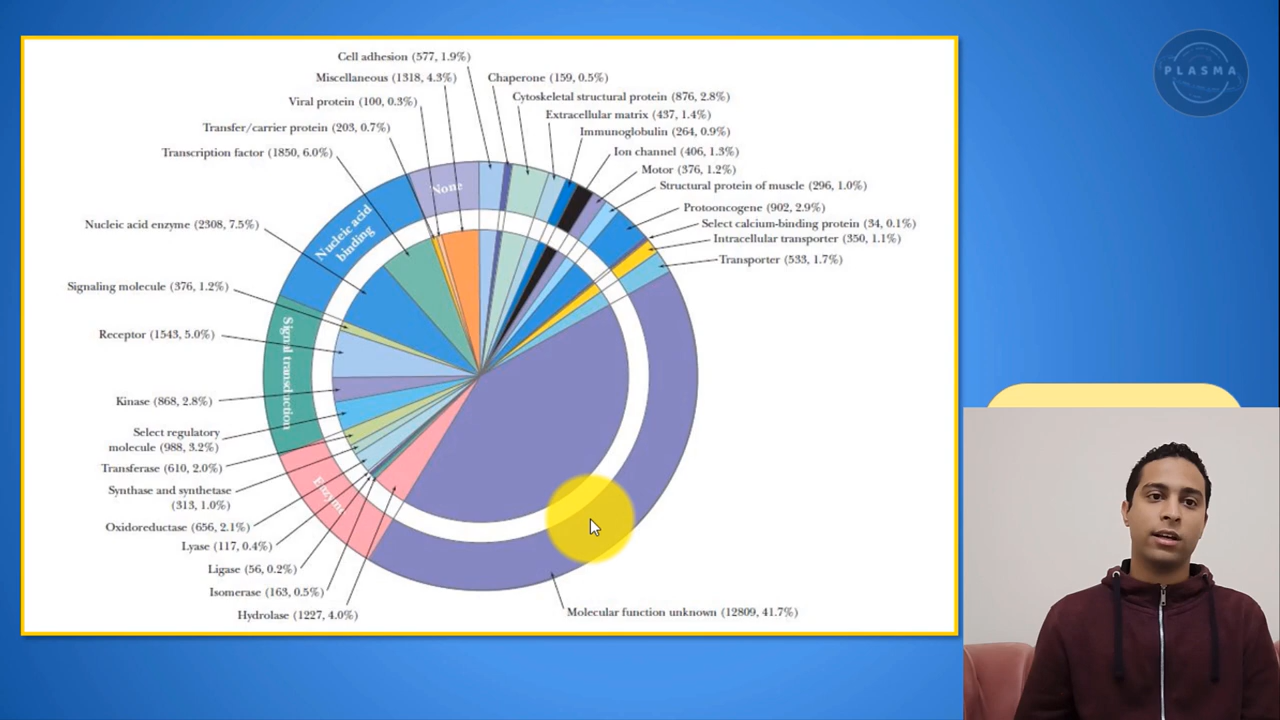 PLASMA
Cell adhesion (577, 1.9%)
Miscellaneous (1318, 4.3%)
Viral protein (100, 0.3%)
Transfer/carrier protein (203, 0.7%)
Transcription factor (1850, 6.0%)
Nucleic acid enzyme (2308, 7.5%)
Signaling molecule (376, 1.2%)
Receptor (1543, 5.0%)
Kinase (868, 2.8%)
Select regulatory
molecule (988, 3.2%)
Transferase (610, 2.0%)
Synthase and synthetase
(313, 1.0%)
Oxidoreductase (656, 2.1%)
Lyase (117, 0.4%)
Ligase (56, 0.2%)
Isomerase (163, 0.5%)
Hydrolase (1227, 4.0%)
Chaperone (159, 0.5%)
Cytoskeletal structural protein (876, 2.8%)
Extracellular matrix (437, 1.4%)
Immunoglobulin (264, 0.9%)
Ion channel (406, 1.3%)
Motor (376, 1.2%)
Structural protein of muscle (296, 1.0%)
Protooncogene (902, 2.9%)
Select calcium-binding protein (34, 0.1%)
Intracellular transporter (350, 1.1%)
Transporter (533, 1.7%)
Molecular function unknown (12809, 41.7%)
None
Nucleic acid
binding
Signal transduction
Enzyme